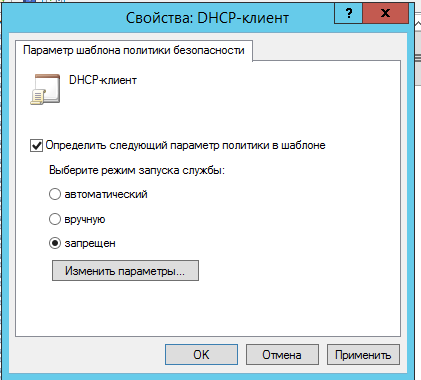 Свойства: DHCP-клиент
? x
Параметр шаблона политики безопасности
DHCP-клиент
Определить следующий параметр политики в шаблоне
Выберите режим запуска службы:
автоматический
вручную
запрещен
Изменить параметры...
OK Отмена Применить